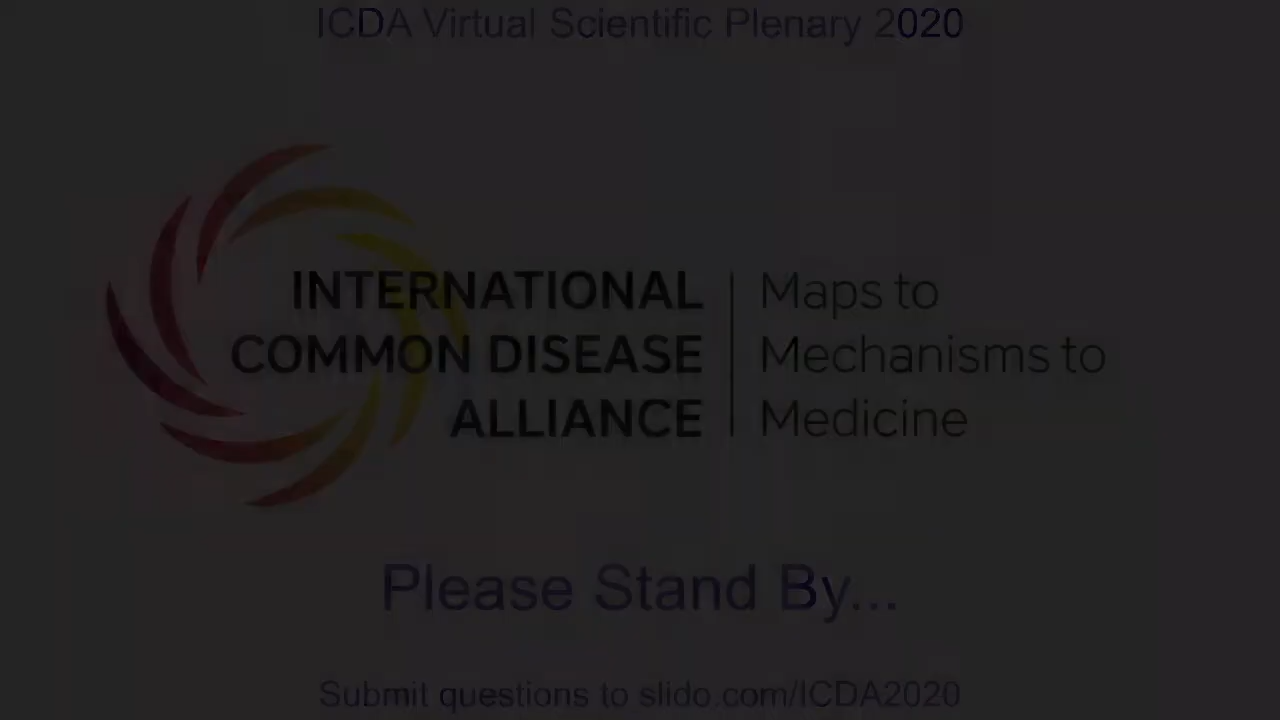 ICDA Virtual Scientific Plenary 2020
INTERNATIONAL
COMMON DISEASE
ALLIANCE
Maps to
Mechanisms to
Medicine
Please Stand By...
Submit questions to slido.com/ICDA2020